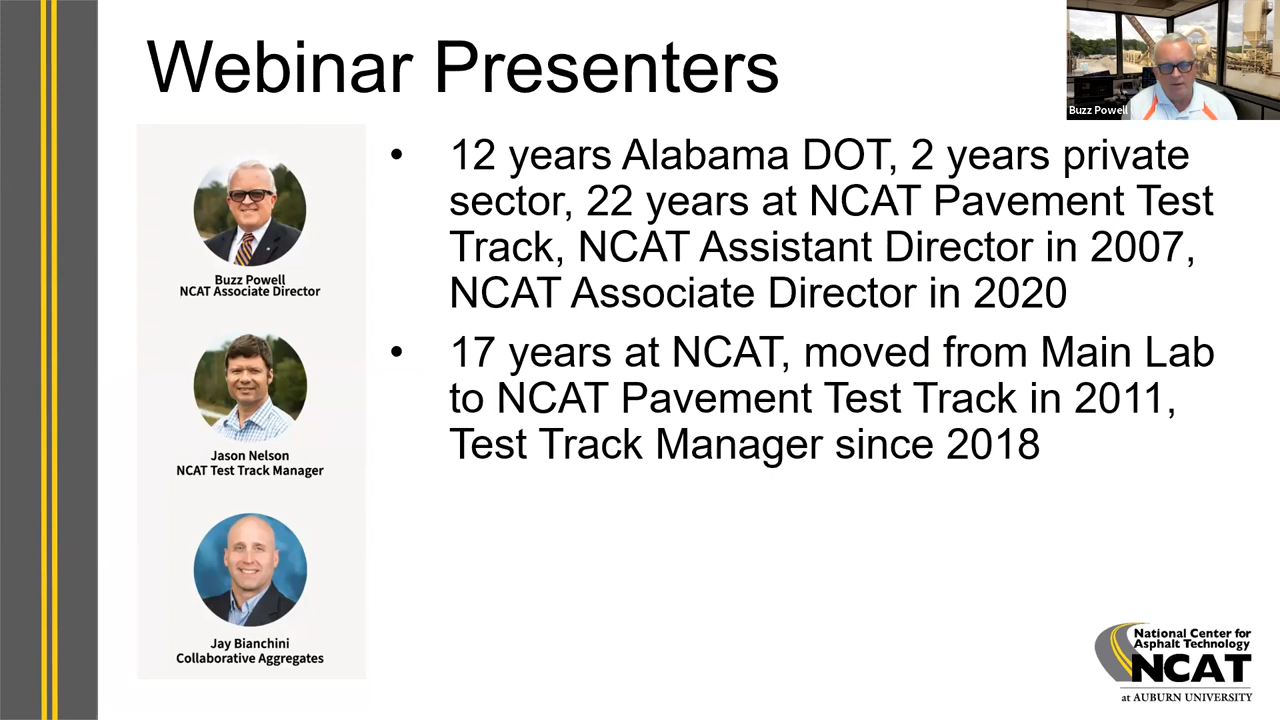 Webinar Presenters
Buzz Powell
Buzz Powell
NCAT Associate Director
Jason Nelson
NCAT Test Track Manager
Jay Bianchini
Collaborative Aggregates
• 12 years Alabama DOT, 2 years private
sector, 22 years at NCAT Pavement Test
Track, NCAT Assistant Director in 2007,
NCAT Associate Director in 2020
• 17 years at NCAT, moved from Main Lab
to NCAT Pavement Test Track in 2011,
Test Track Manager since 2018
National Center for
Asphalt Technology
NCAT
at AUBURN UNIVERSITY